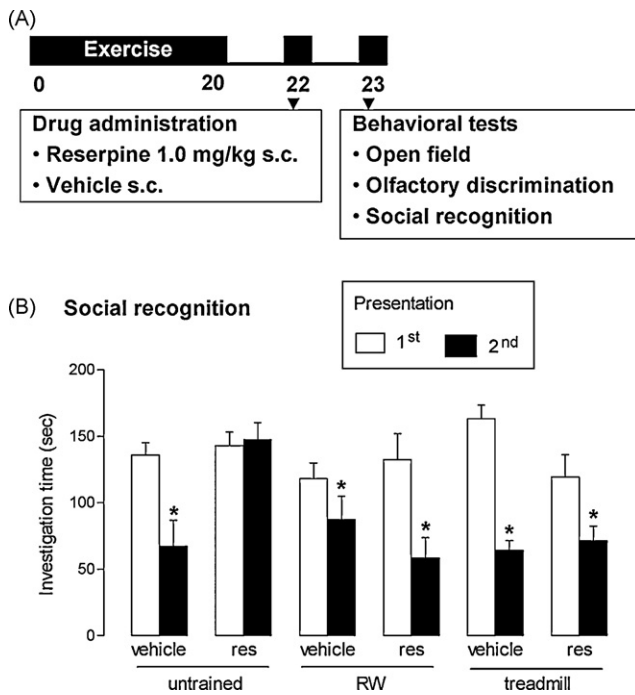 (A)
Exercise
0 20 22 23
Drug administration
• Reserpine 1.0 mg/kg s.c.
• Vehicle s.c.
Behavioral tests
• Open field
• Olfactory discrimination
• Social recognition
(B) Social recognition
Presentation
1st 2nd
Investigation time (sec)
200
150
100
50
0
* * * * *
vehicle res vehicle res vehicle res
untrained RW treadmill